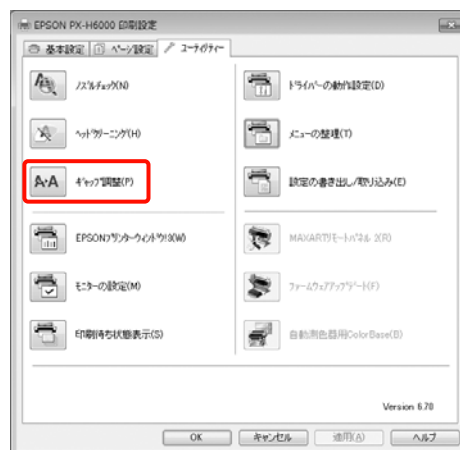 EPSON PX-H6000 印刷設定
基本設定 ページ設定 ユーティリティー
ノズルチェック(N)
ドライバーの動作設定(D)
ヘッドクリーニング(H)
メニューの整理(T)
A·A ギャップ調整(P)
設定の書き出し/取り込み(E)
EPSONプリンターウィンドウ!3(W)
MAXARTリモートパネル 2(R)
モニターの設定(M)
ファームウェアアップデート(F)
印刷待ち状態表示(S)
自動測色器用ColorBase(B)
Version 6.70
OK キャンセル 適用(A) ヘルプ